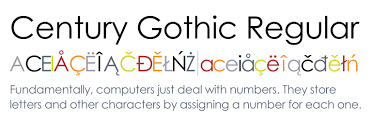 Century Gothic Regular
ACEIÅÇËÎĄČĐĚŁŃŻ aceiåçëîąčđěłń
Fundamentally, computers just deal with numbers. They store
letters and other characters by assigning a number for each one.